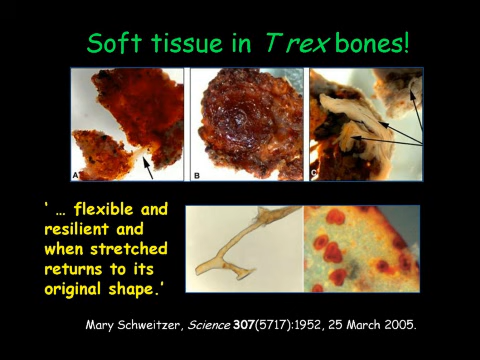 Soft tissue in T rex bones!
A
B
C
‘ … flexible and
resilient and
when stretched
returns to its
original shape.’
Mary Schweitzer, Science 307(5717):1952, 25 March 2005.